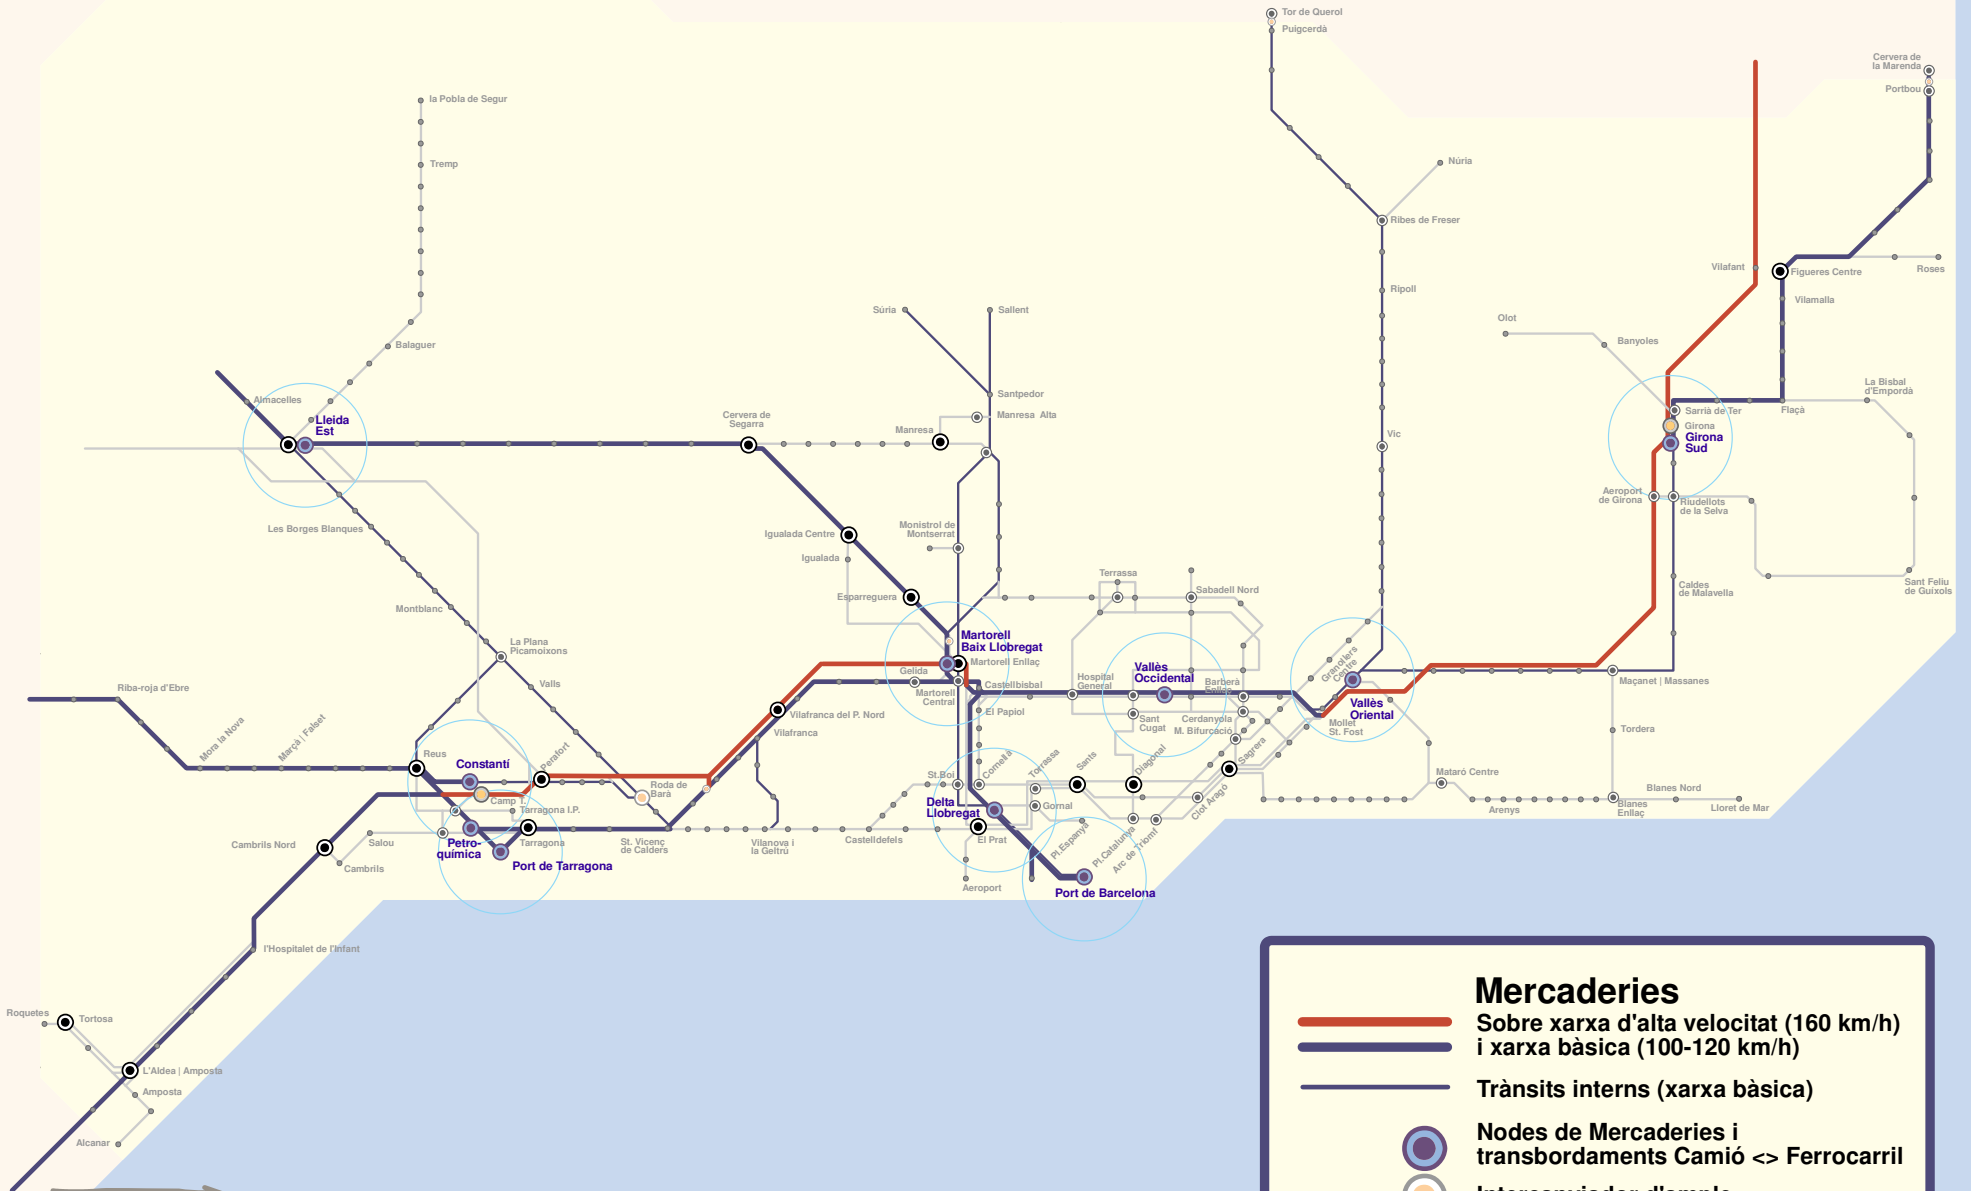 Tor de Querol
Puigcerdà
Cervera de
la Marenda
Portbou
la Pobla de Segur
Tremp
Núria
Ribes de Freser
Vilafant
Figueres Centre
Roses
Ripoll
Vilamalla
Súria
Sallent
Olot
Banyoles
Balaguer
La Bisbal
d'Empordà
Almacelles
Santpedor
Lleida
Est
Cervera de
Segarra
Manresa Alta
Manresa
Sarrià de Ter
Flaçà
Girona
Girona
Sud
Vic
Aeroport
de Girona
Riudellots
de la Selva
Les Borges Blanques
Igualada Centre
Monistrol de
Montserrat
Igualada
Terrassa
Sabadell Nord
Caldes
de Malavella
Sant Feliu
de Guíxols
Esparreguera
Montblanc
La Plana
Picamoixons
Martorell
Baix Llobregat
Martorell Enllaç
Gelida
Granollers
Centre
Vallès
Occidental
Hospital
General
Castellbisbal
Barberà
Enllaç
Maçanet | Massanes
Riba-roja d'Ebre
Valls
Martorell
Central
El Papiol
Vilafranca del P. Nord
Sant
Cugat
Cerdanyola
M. Bifurcació
Vallès
Oriental
Mollet
St. Fost
Mora la Nova
Marçà | Falset
Vilafranca
Tordera
Reus
Constantí
Perafort
St.Boi
Cornellà
Torrassa
Sants
Diagonal
Sagrera
Mataró Centre
Camp T.
Roda de
Barà
Delta
Llobregat
Gornal
Clot Aragó
Blanes Nord
Tarragona I.P.
Arenys
Blanes
Enllaç
Lloret de Mar
Cambrils Nord
Salou
Petro-
química
Tarragona
St. Vicenç
de Calders
Vilanova i
la Geltrú
Castelldefels
El Prat
Pl.Espanya
Pl.Catalunya
Arc de Triomf
Cambrils
Port de Tarragona
Aeroport
Port de Barcelona
l'Hospitalet de l'Infant
Roquetes
Tortosa
L'Aldea | Amposta
Amposta
Alcanar
Mercaderies
Sobre xarxa d'alta velocitat (160 km/h)
i xarxa bàsica (100-120 km/h)
Trànsits interns (xarxa bàsica)
Nodes de Mercaderies i
transbordaments Camió <> Ferrocarril